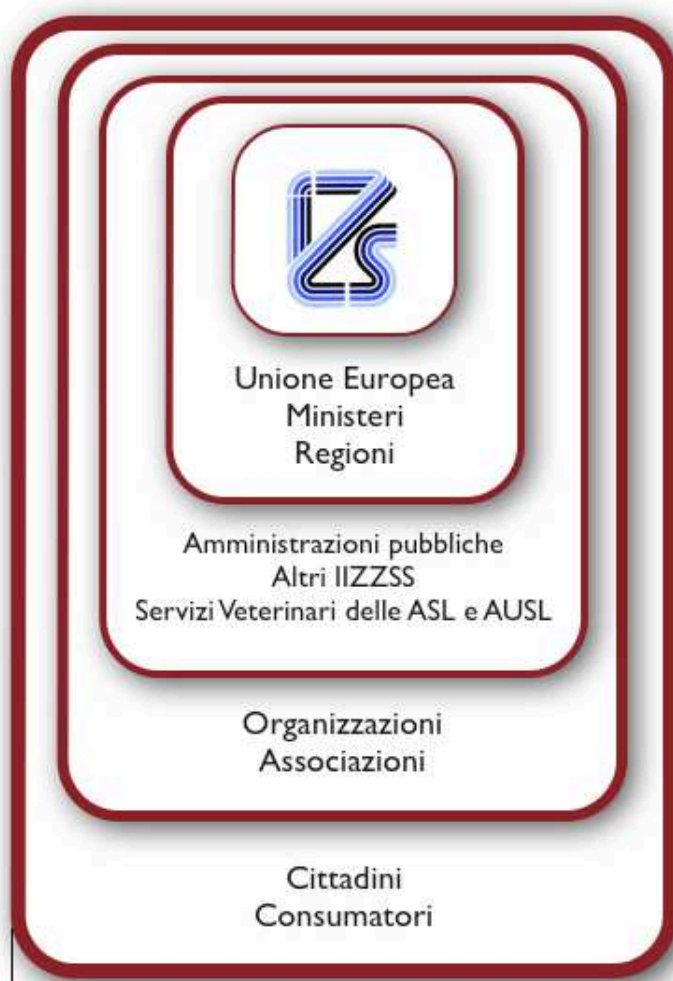 IZS
Unione Europea
Ministeri
Regioni
Amministrazioni pubbliche
Altri IIZZSS
Servizi Veterinari delle ASL e AUSL
Organizzazioni
Associazioni
Cittadini
Consumatori